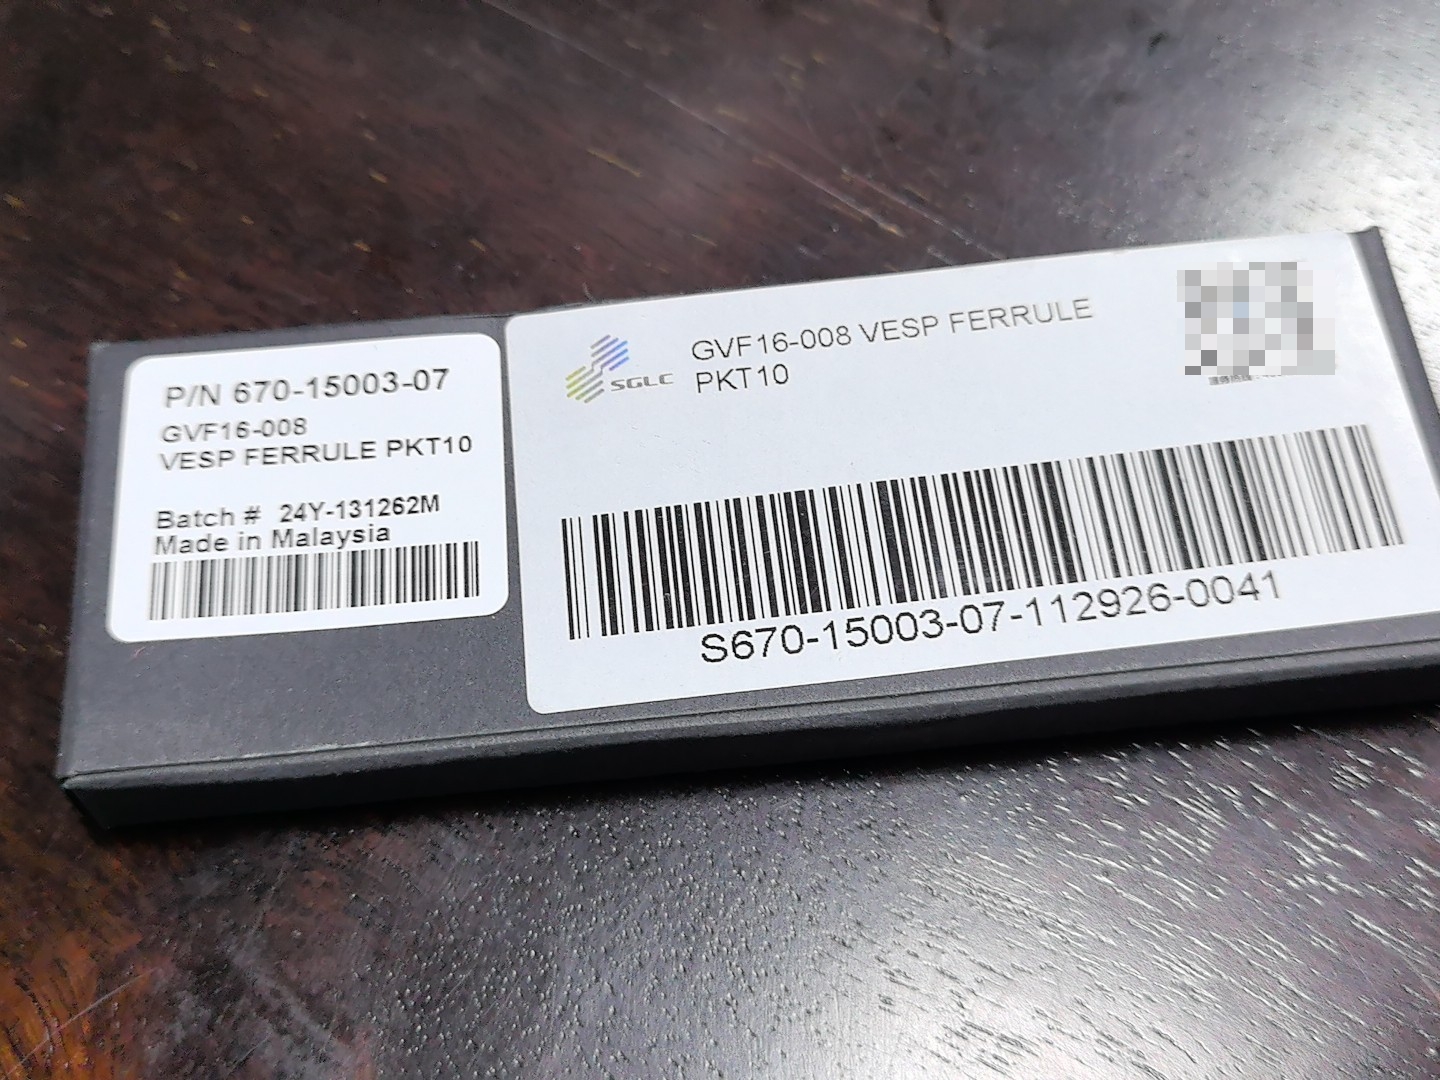 P/N 670-15003-07
GVF16-008
VESP FERRULE PKT10
Batch # 24Y-131262M
Made in Malaysia
SGLC
GVF16-008 VESP FERRULE
PKT10
S670-15003-07-112926-0041